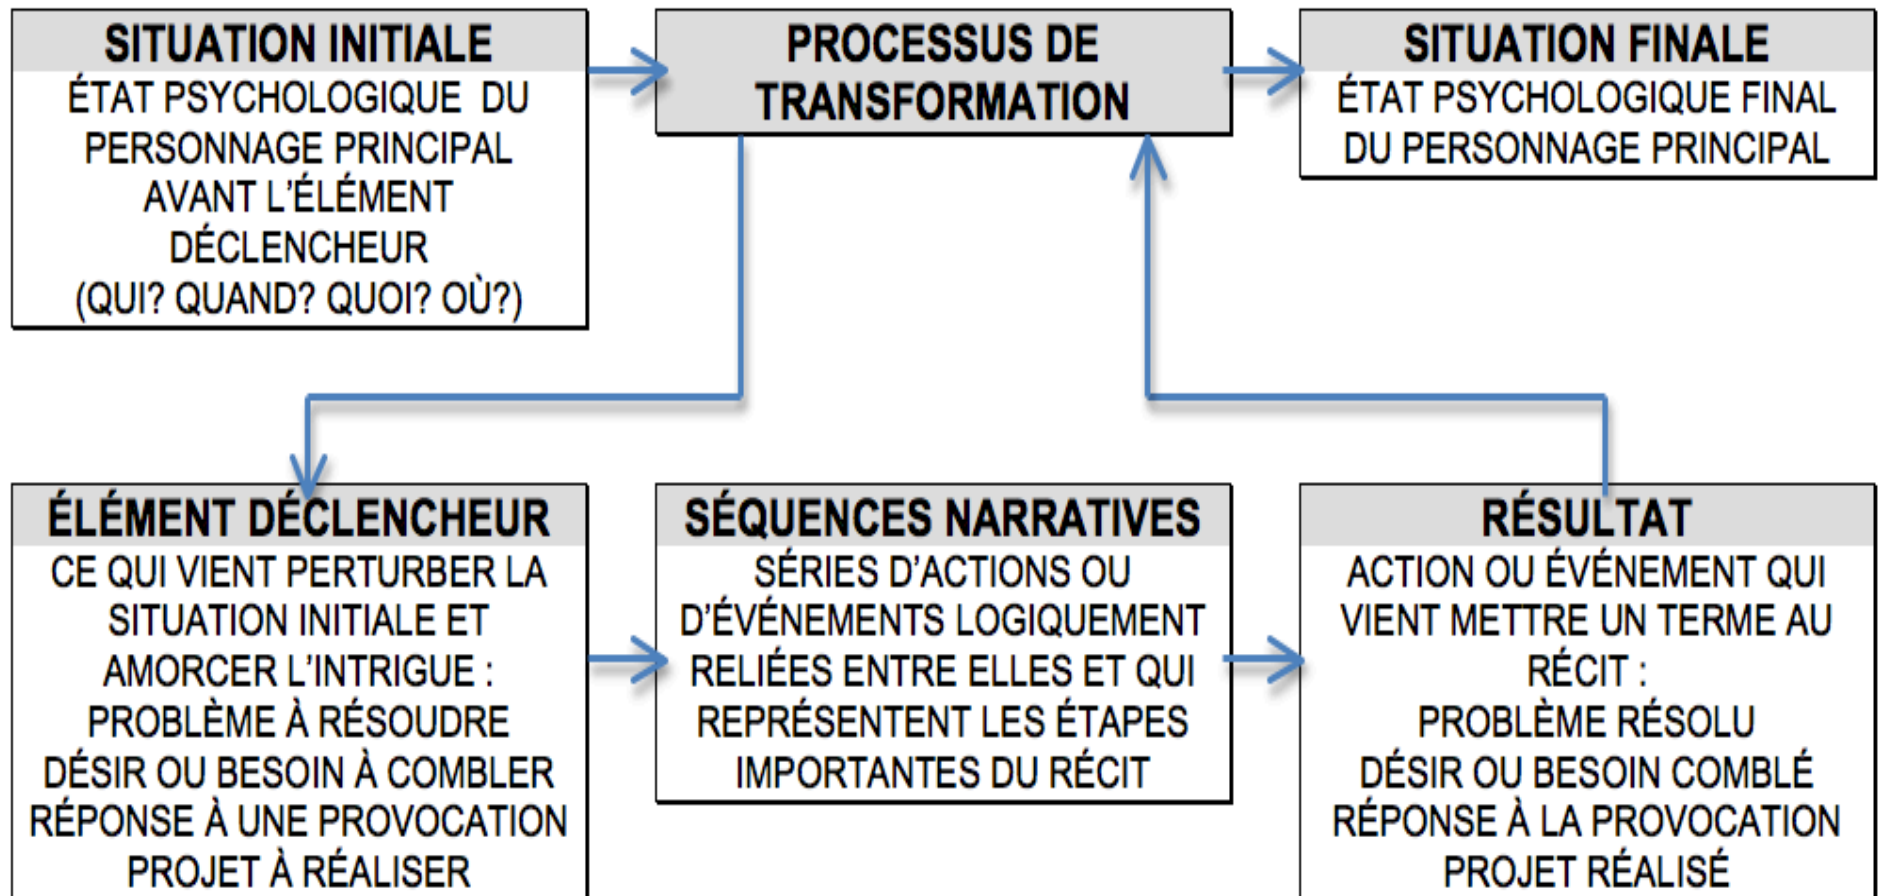 SITUATION INITIALE
ÉTAT PSYCHOLOGIQUE DU
PERSONNAGE PRINCIPAL
AVANT L'ÉLÉMENT
DÉCLENCHEUR
(QUI? QUAND? QUOI? OÙ?)
PROCESSUS DE
TRANSFORMATION
SITUATION FINALE
ÉTAT PSYCHOLOGIQUE FINAL
DU PERSONNAGE PRINCIPAL
ÉLÉMENT DÉCLENCHEUR
CE QUI VIENT PERTURBER LA
SITUATION INITIALE ET
AMORCER L'INTRIGUE :
PROBLÈME À RÉSOUDRE
DÉSIR OU BESOIN À COMBLER
RÉPONSE À UNE PROVOCATION
PROJET À RÉALISER
SÉQUENCES NARRATIVES
SÉRIES D'ACTIONS OU
D'ÉVÉNEMENTS LOGIQUEMENT
RELIÉES ENTRE ELLES ET QUI
REPRÉSENTENT LES ÉTAPES
IMPORTANTES DU RÉCIT
RÉSULTAT
ACTION OU ÉVÉNEMENT QUI
VIENT METTRE UN TERME AU
RÉCIT :
PROBLÈME RÉSOLU
DÉSIR OU BESOIN COMBLÉ
RÉPONSE À LA PROVOCATION
PROJET RÉALISÉ